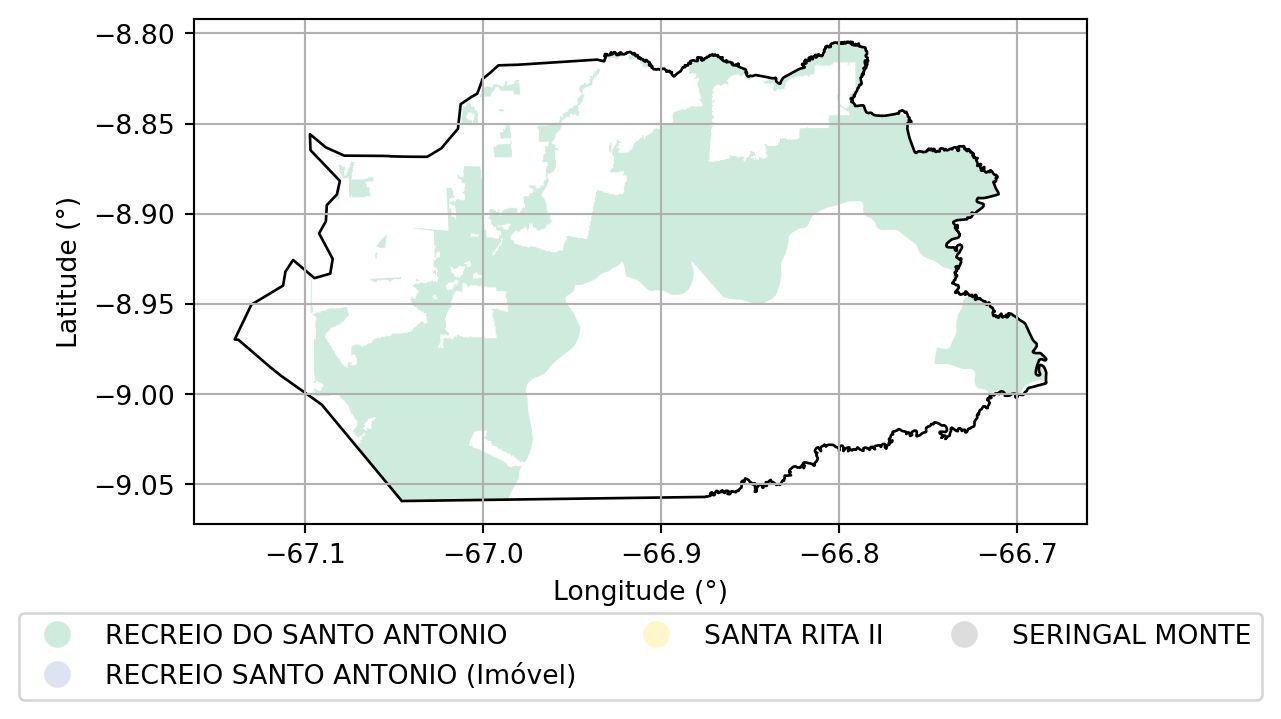 −8.80
−8.85
−8.90
−8.95
−9.00
−9.05
Latitude (°)
−67.1 −67.0 −66.9 −66.8 −66.7
Longitude (°)
RECREIO DO SANTO ANTONIO SANTA RITA II SERINGAL MONTE
RECREIO SANTO ANTONIO (Imóvel)